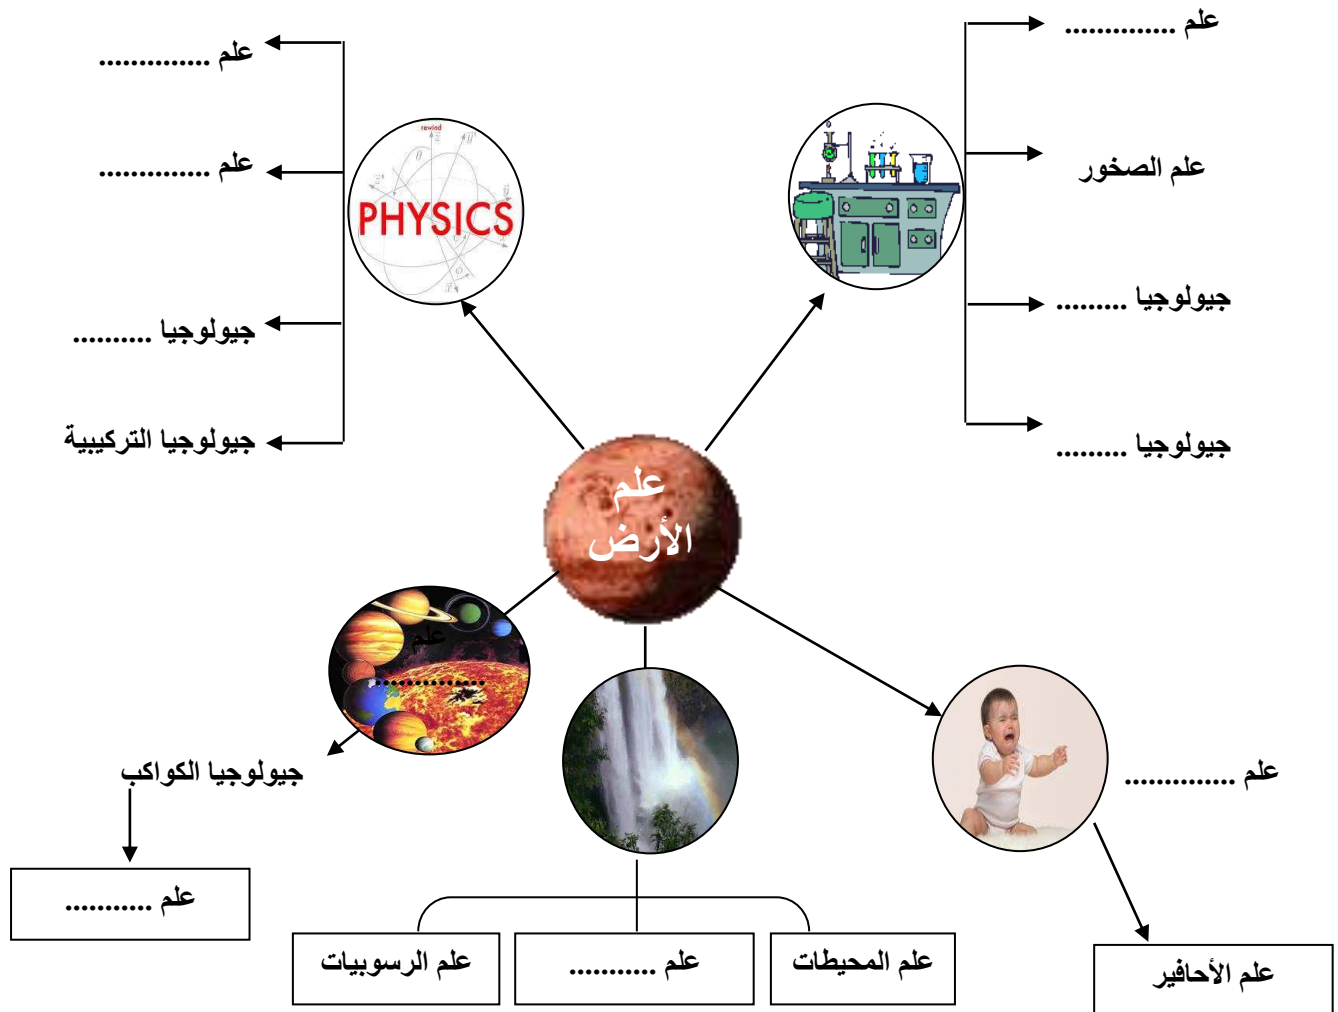 علم ..............
علم الصخور
جيولوجيا .........
جيولوجيا .........
علم ..............
علم ..............
جيولوجيا ..........
جيولوجيا التركيبية
rewind
PHYSICS
علم
الأرض
علم
..............
جيولوجيا الكواكب
علم ...........
علم ..............
علم المحيطات
علم ...........
علم الرسوبيات
علم الأحافير